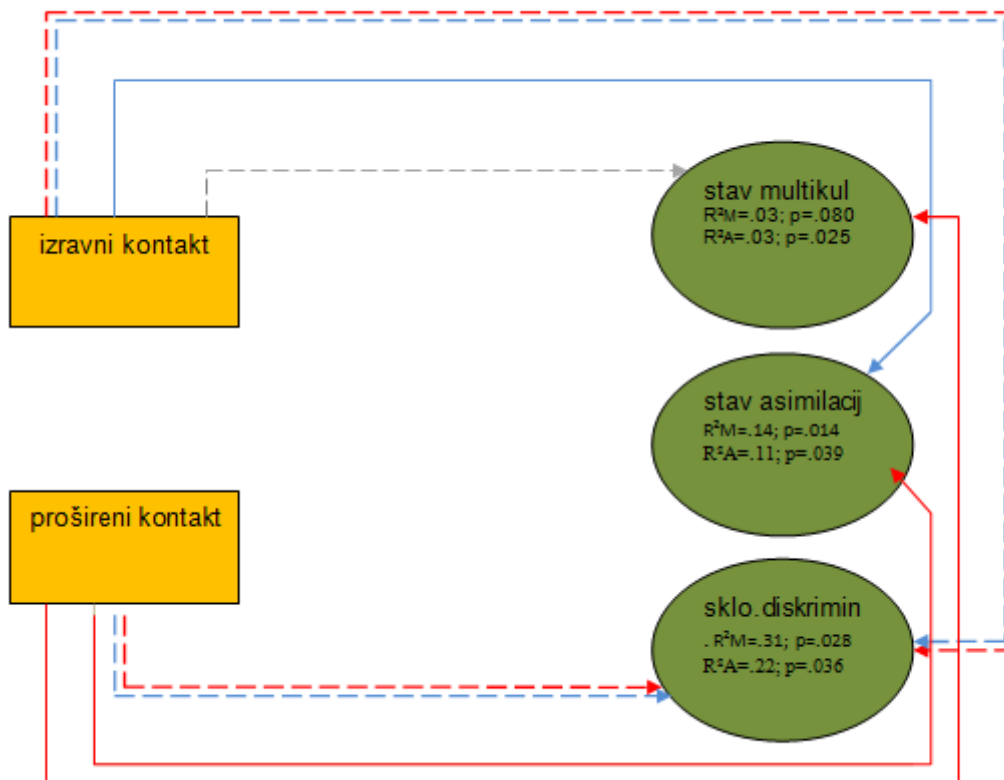 izravni kontakt
stav multikul
R²M=.03; p=.080
R²A=.03; p=.025
stav asimilacij
R²M=.14; p=.014
R²A=.11; p=.039
prošireni kontakt
sklo.diskrimin
. R²M=.31; p=.028
R²A=.22; p=.036